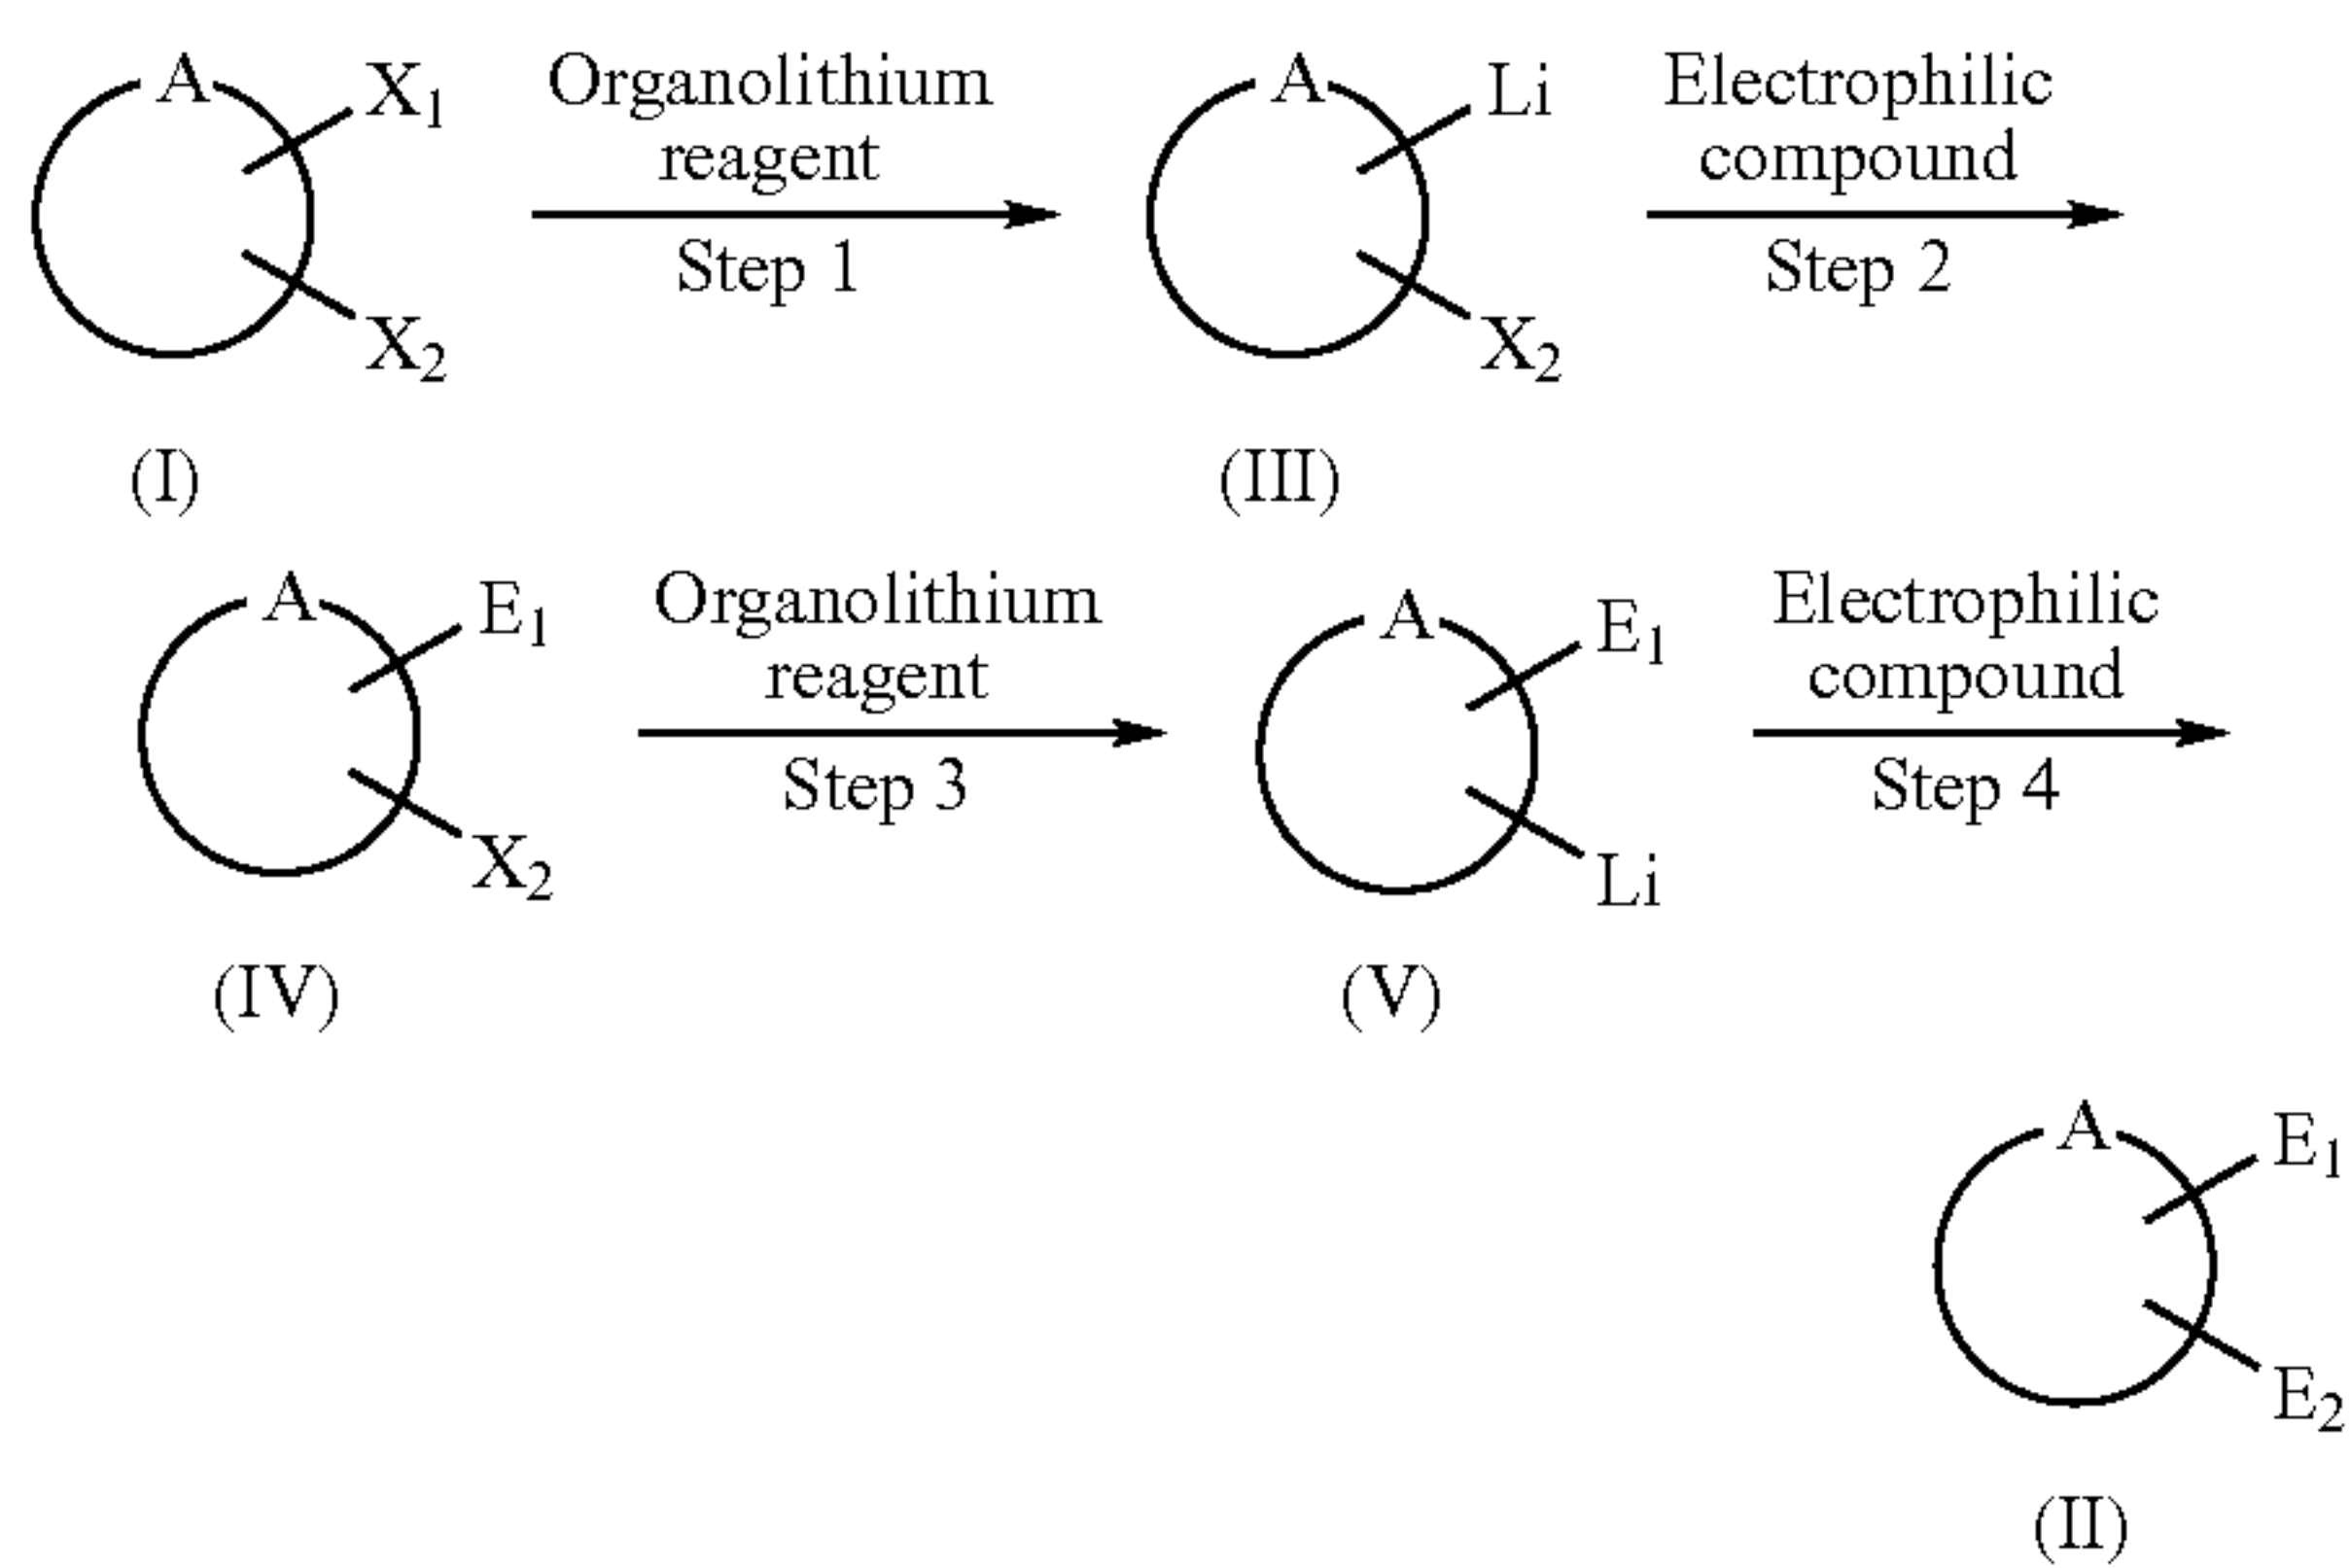 A
X1
X2
(I)
Organolithium
reagent
Step 1
A
Li
X2
(III)
Electrophilic
compound
Step 2
A
E1
X2
(IV)
Organolithium
reagent
Step 3
A
E1
Li
(V)
Electrophilic
compound
Step 4
A
E1
E2
(II)